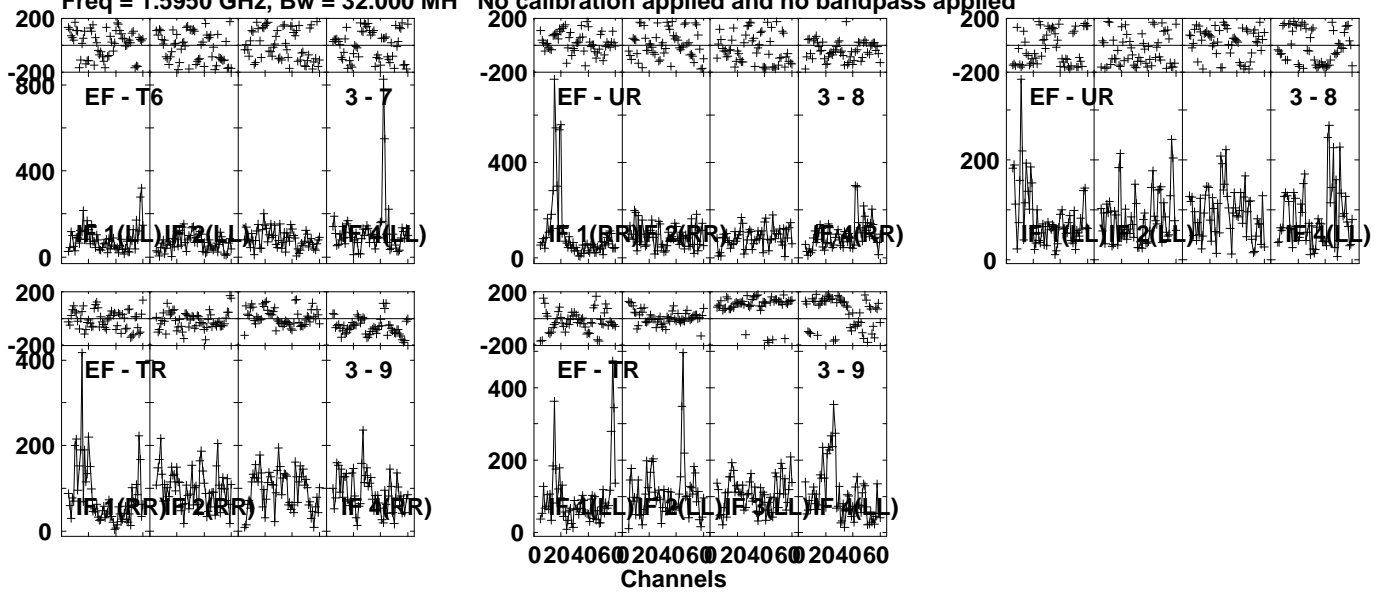 Freq = 1.5950 GHz, Bw = 32.000 MH No calibration applied and no bandpass applied
200
-200
800
400
0
EF - T6
3 - 7
IF 1(LL)
IF 2(LL)
IF 4(LL)
200
-200
400
0
EF - UR
3 - 8
IF 1(RR)
IF 2(RR)
IF 4(RR)
200
-200
200
0
EF - UR
3 - 8
IF 1(LL)
IF 2(LL)
IF 4(LL)
200
-200
400
200
0
EF - TR
3 - 9
IF 1(RR)
IF 2(RR)
IF 4(RR)
200
-200
400
200
0
EF - TR
3 - 9
IF 1(LL)
IF 2(LL)
IF 3(LL)
IF 4(LL)
0 20 40 60 0 20 40 60 0 20 40 60 0 20 40 60
Channels